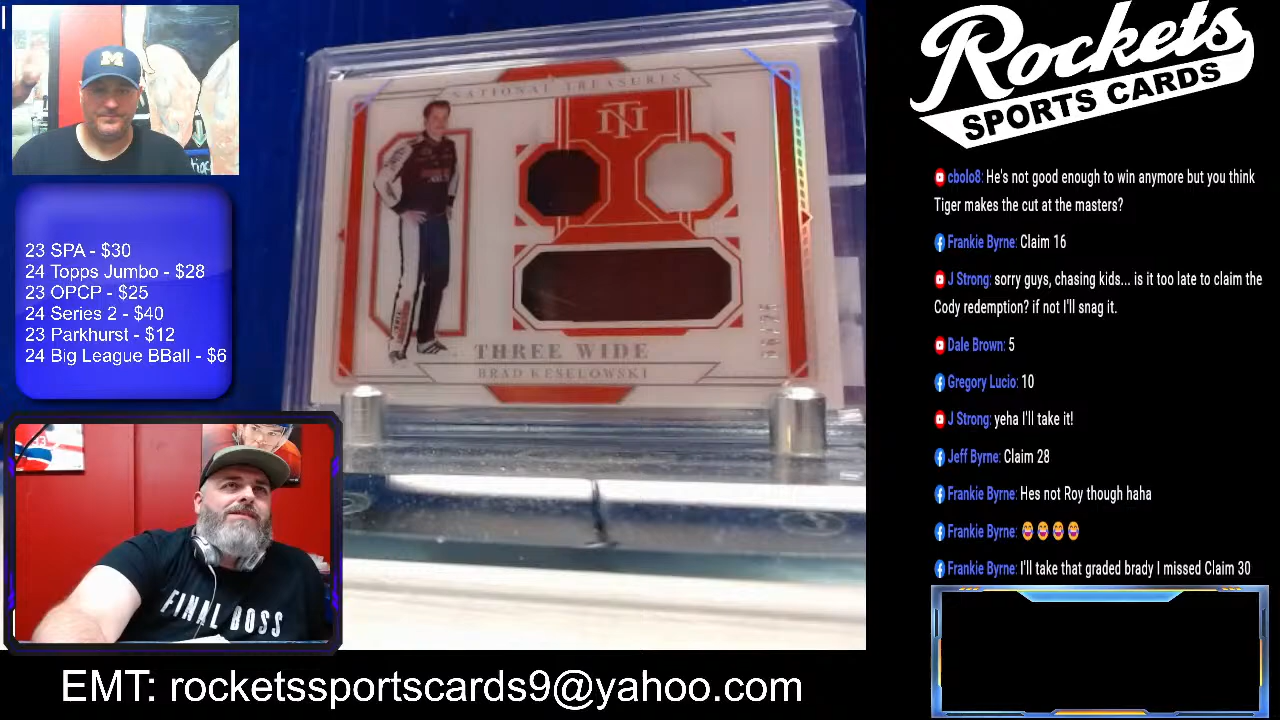 M
23 SPA - $30
24 Topps Jumbo - $28
23 OPCP - $25
24 Series 2 - $40
23 Parkhurst - $12
24 Big League BBall - $6
NATIONAL TREASURES
NT
THREE WIDE
BRAD KESELOWSKI
FINAL BOSS
Rockets
SPORTS CARDS
cbolo8: He's not good enough to win anymore but you think
Tiger makes the cut at the masters?
Frankie Byrne: Claim 16
J Strong: sorry guys, chasing kids... is it too late to claim the
Cody redemption? if not I'll snag it.
Dale Brown: 5
Gregory Lucio: 10
J Strong: yeha I'll take it!
Jeff Byrne: Claim 28
Frankie Byrne: Hes not Roy though haha
Frankie Byrne: 😂😂😂😂
Frankie Byrne: I'll take that graded brady I missed Claim 30
EMT: rocketssportscards9@yahoo.com